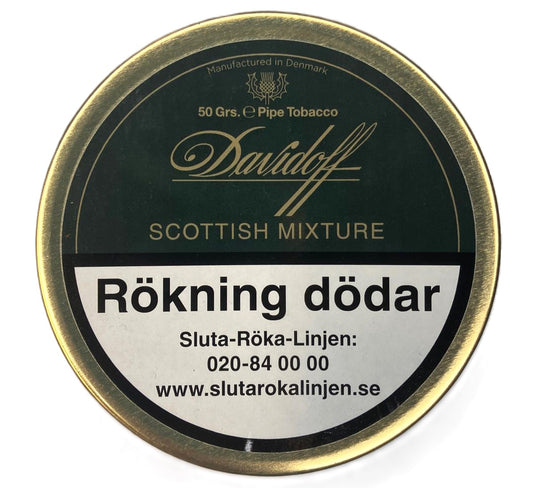 Manufactured in Denmark
50 Grs. ℮ Pipe Tobacco
Davidoff
SCOTTISH MIXTURE
Rökning dödar
Sluta-Röka-Linjen:
020-84 00 00
www.slutarokalinjen.se